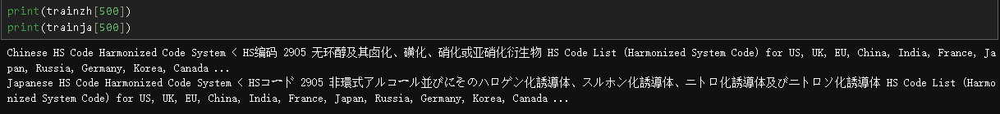 print(trainzh[500])
print(trainja[500])
Chinese HS Code Harmonized Code System < HS编码 2905 无环醇及其卤化、磺化、硝化或亚硝化衍生物 HS Code List (Harmonized System Code) for US, UK, EU, China, India, France, Ja
pan, Russia, Germany, Korea, Canada ...
Japanese HS Code Harmonized Code System < HSコード 2905 非環式アルコール並びにそのハロゲン化誘導体、スルホン化誘導体、ニトロ化誘導体及びニトロソ化誘導体 HS Code List (Harmo
nized System Code) for US, UK, EU, China, India, France, Japan, Russia, Germany, Korea, Canada ...